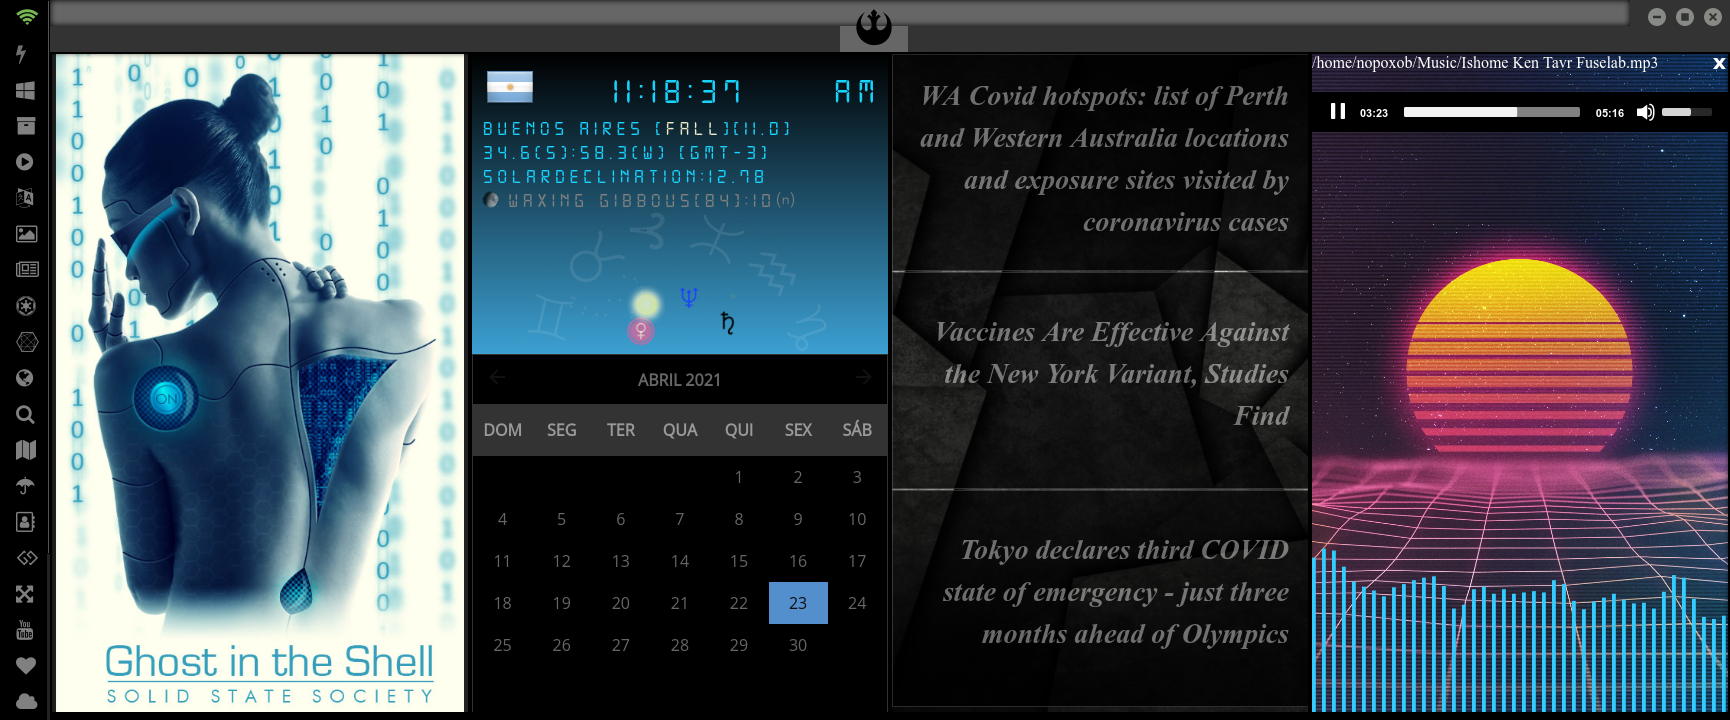 ON
Ghost in the Shell
SOLID STATE SOCIETY
11:18:37 AM
BUENOS AIRES [FALL][11.0]
34.6(S):58.3(W) [GMT-3]
SOLARDECLINATION:12.78
WAXING GIBBOUS[84]:10(n)
ABRIL 2021
DOM SEG TER QUA QUI SEX SÁB
1 2 3
4 5 6 7 8 9 10
11 12 13 14 15 16 17
18 19 20 21 22 23 24
25 26 27 28 29 30
WA Covid hotspots: list of Perth
and Western Australia locations
and exposure sites visited by
coronavirus cases
Vaccines Are Effective Against
the New York Variant, Studies
Find
Tokyo declares third COVID
state of emergency - just three
months ahead of Olympics
/home/nopoxob/Music/Ishome Ken Tavr Fuselab.mp3 x
03:23 05:16
You
Tube